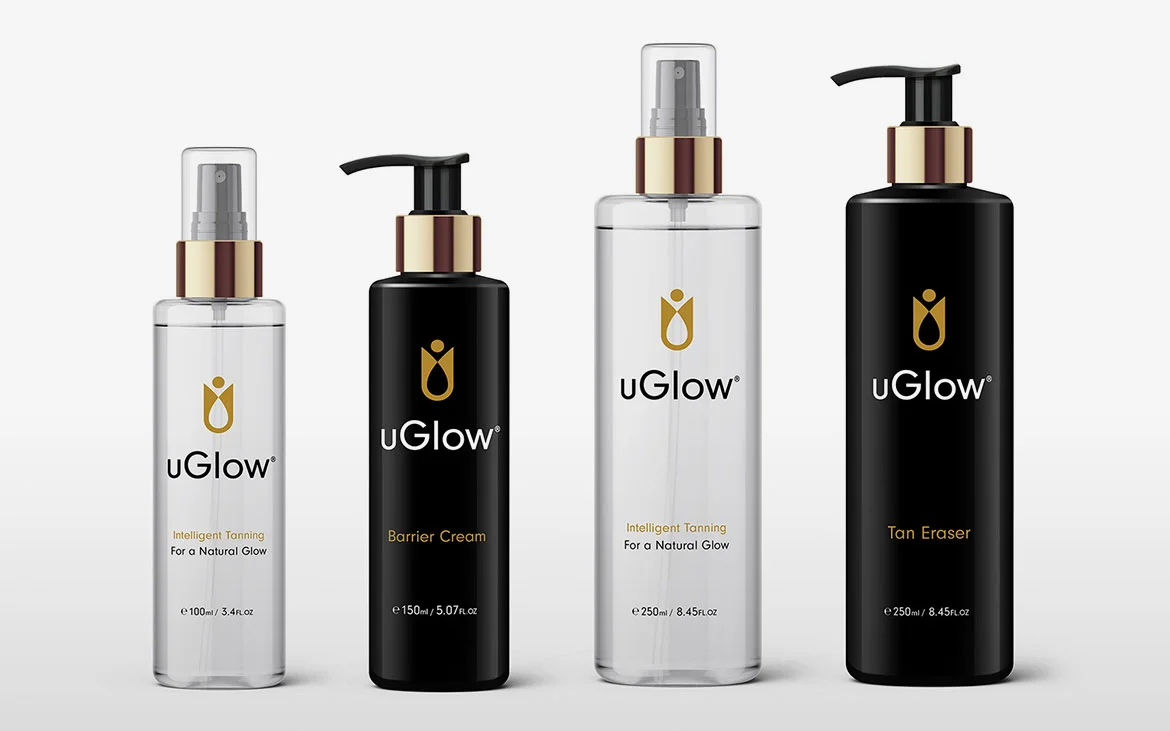 uGlow®
Intelligent Tanning
For a Natural Glow
℮ 100ml / 3.4FL.OZ
uGlow®
Barrier Cream
℮ 150ml / 5.07FL.OZ
uGlow®
Intelligent Tanning
For a Natural Glow
℮ 250ml / 8.45FL.OZ
uGlow®
Tan Eraser
℮ 250ml / 8.45FL.OZ